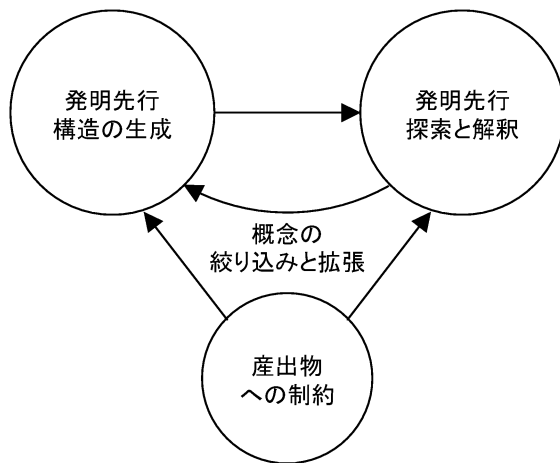 発明先行
構造の生成
発明先行
探索と解釈
概念の
絞り込みと拡張
産出物
への制約